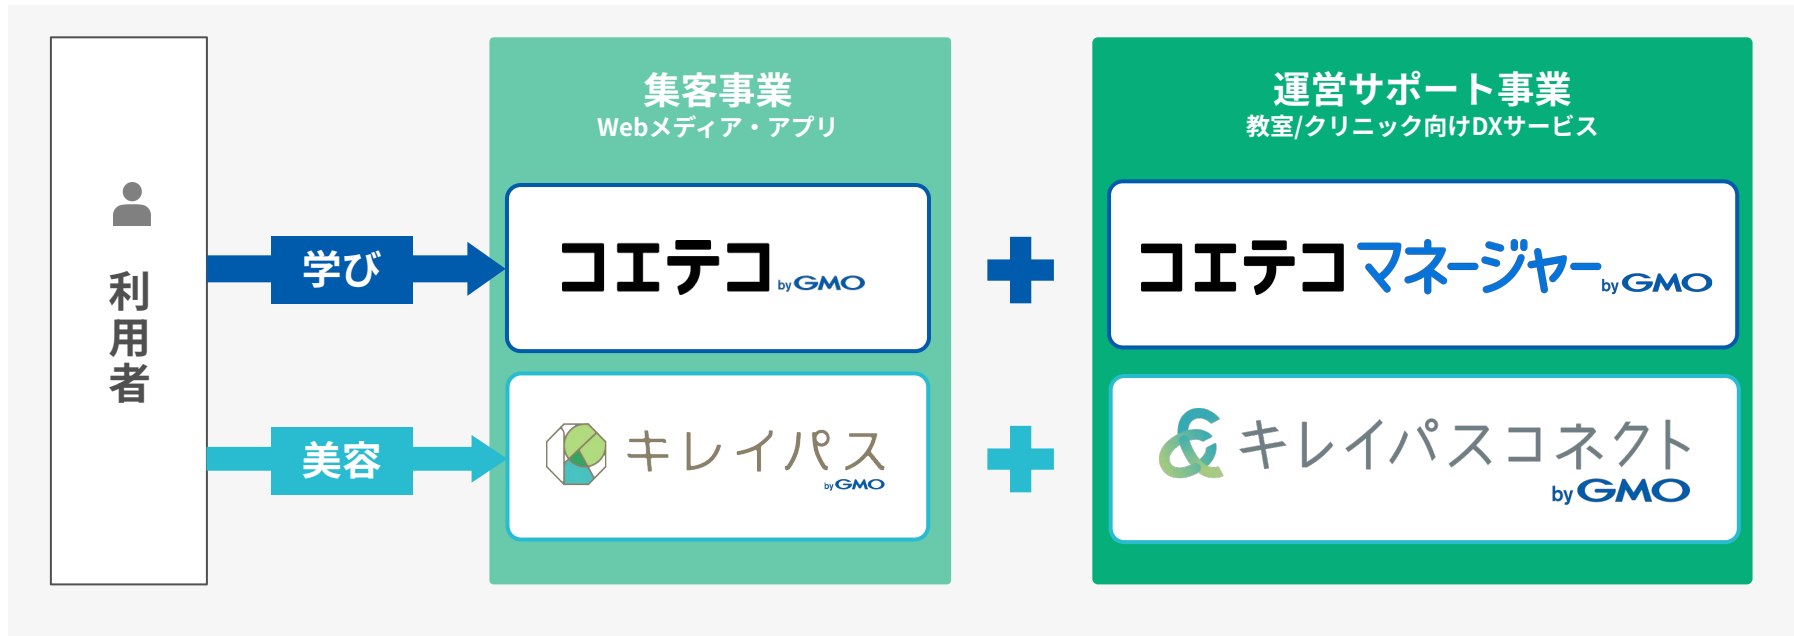 利用者
学び
美容
集客事業
Webメディア・アプリ
コエテコ by GMO
キレイパス
by GMO
運営サポート事業
教室/クリニック向けDXサービス
コエテコ マネージャー by GMO
キレイパスコネクト
by GMO